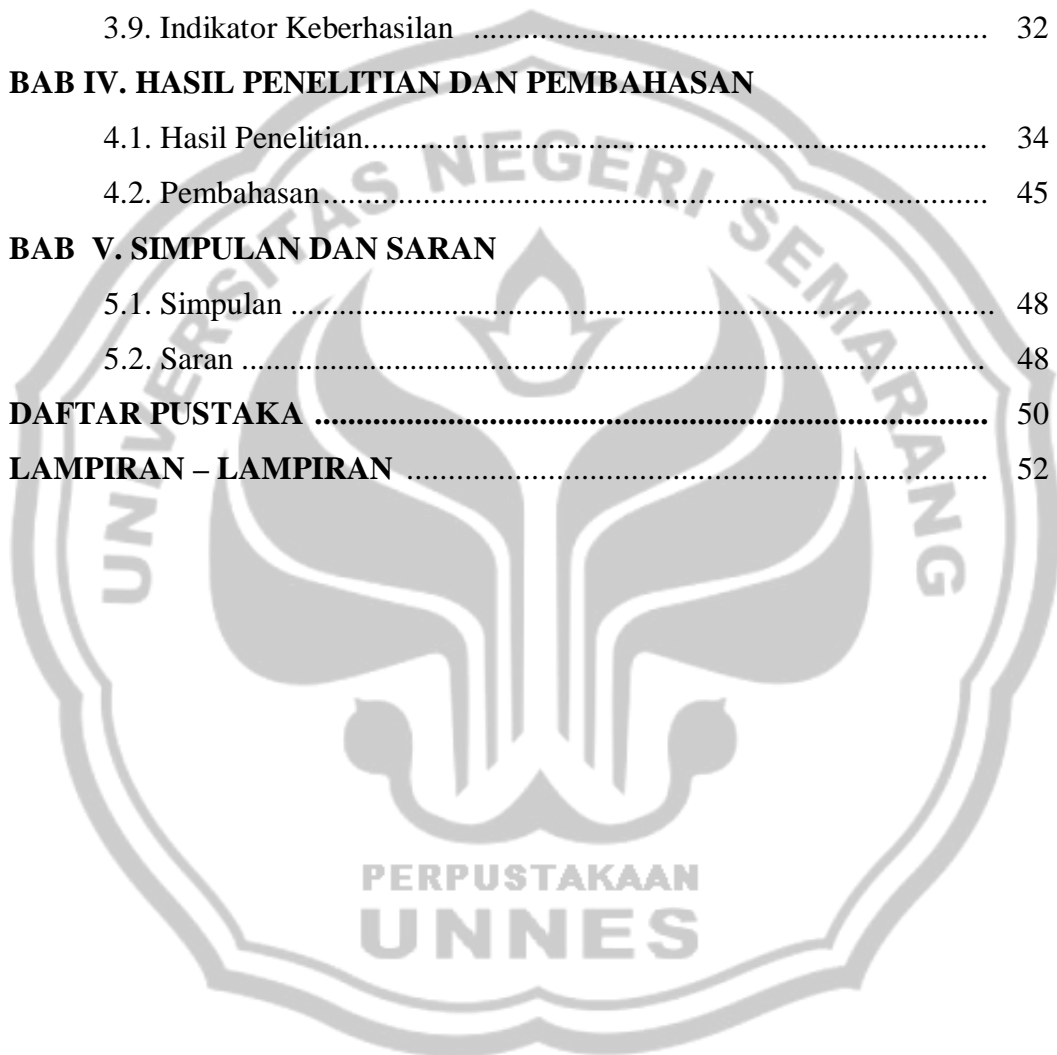 3.9. Indikator Keberhasilan ................................................................... 32
BAB IV. HASIL PENELITIAN DAN PEMBAHASAN
4.1. Hasil Penelitian.................................................................................. 34
4.2. Pembahasan....................................................................................... 45
BAB V. SIMPULAN DAN SARAN
5.1. Simpulan ............................................................................................ 48
5.2. Saran ................................................................................................. 48
DAFTAR PUSTAKA ....................................................................................... 50
LAMPIRAN – LAMPIRAN ........................................................................... 52
UNIVERSITAS NEGERI SEMARANG
PERPUSTAKAAN
UNNES